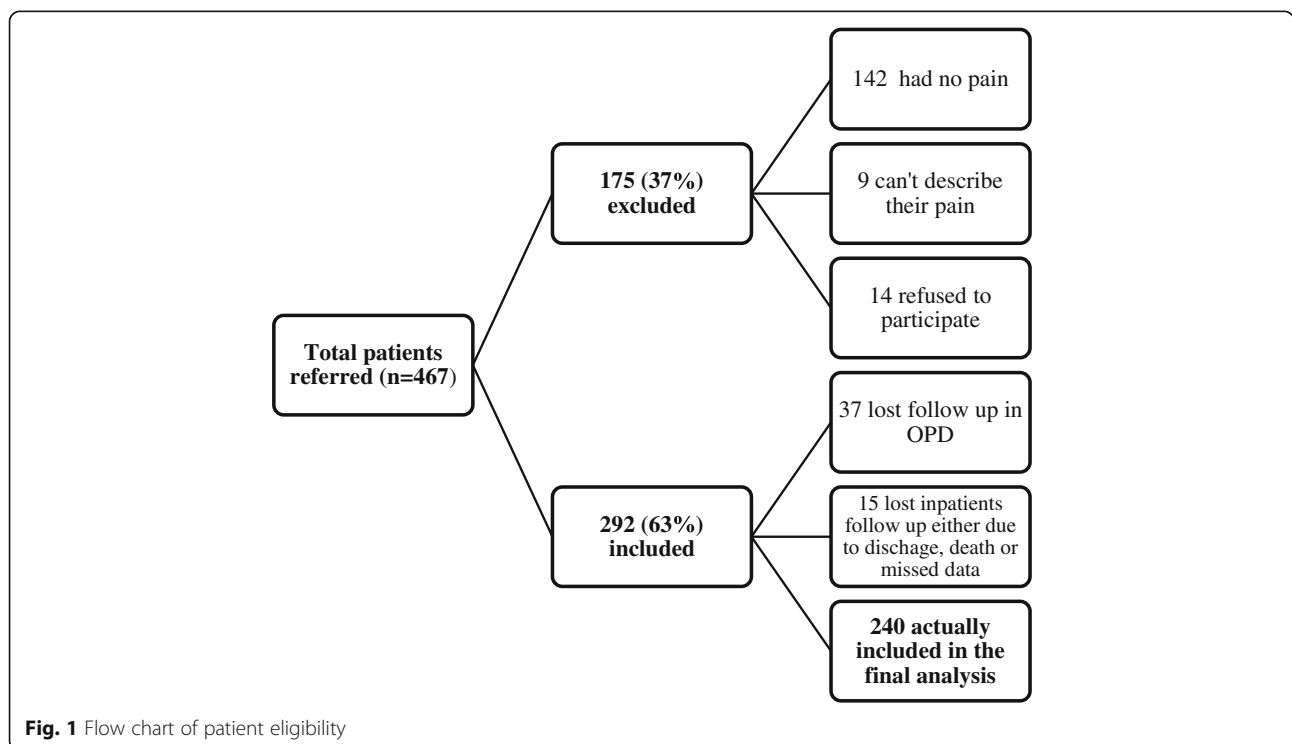 142 had no pain
175 (37%)
excluded
9 can't describe
their pain
14 refused to
participate
Total patients
referred (n=467)
37 lost follow up in
OPD
292 (63%)
included
15 lost inpatients
follow up either due
to dischage, death or
missed data
240 actually
included in the
final analysis
Fig. 1 Flow chart of patient eligibility